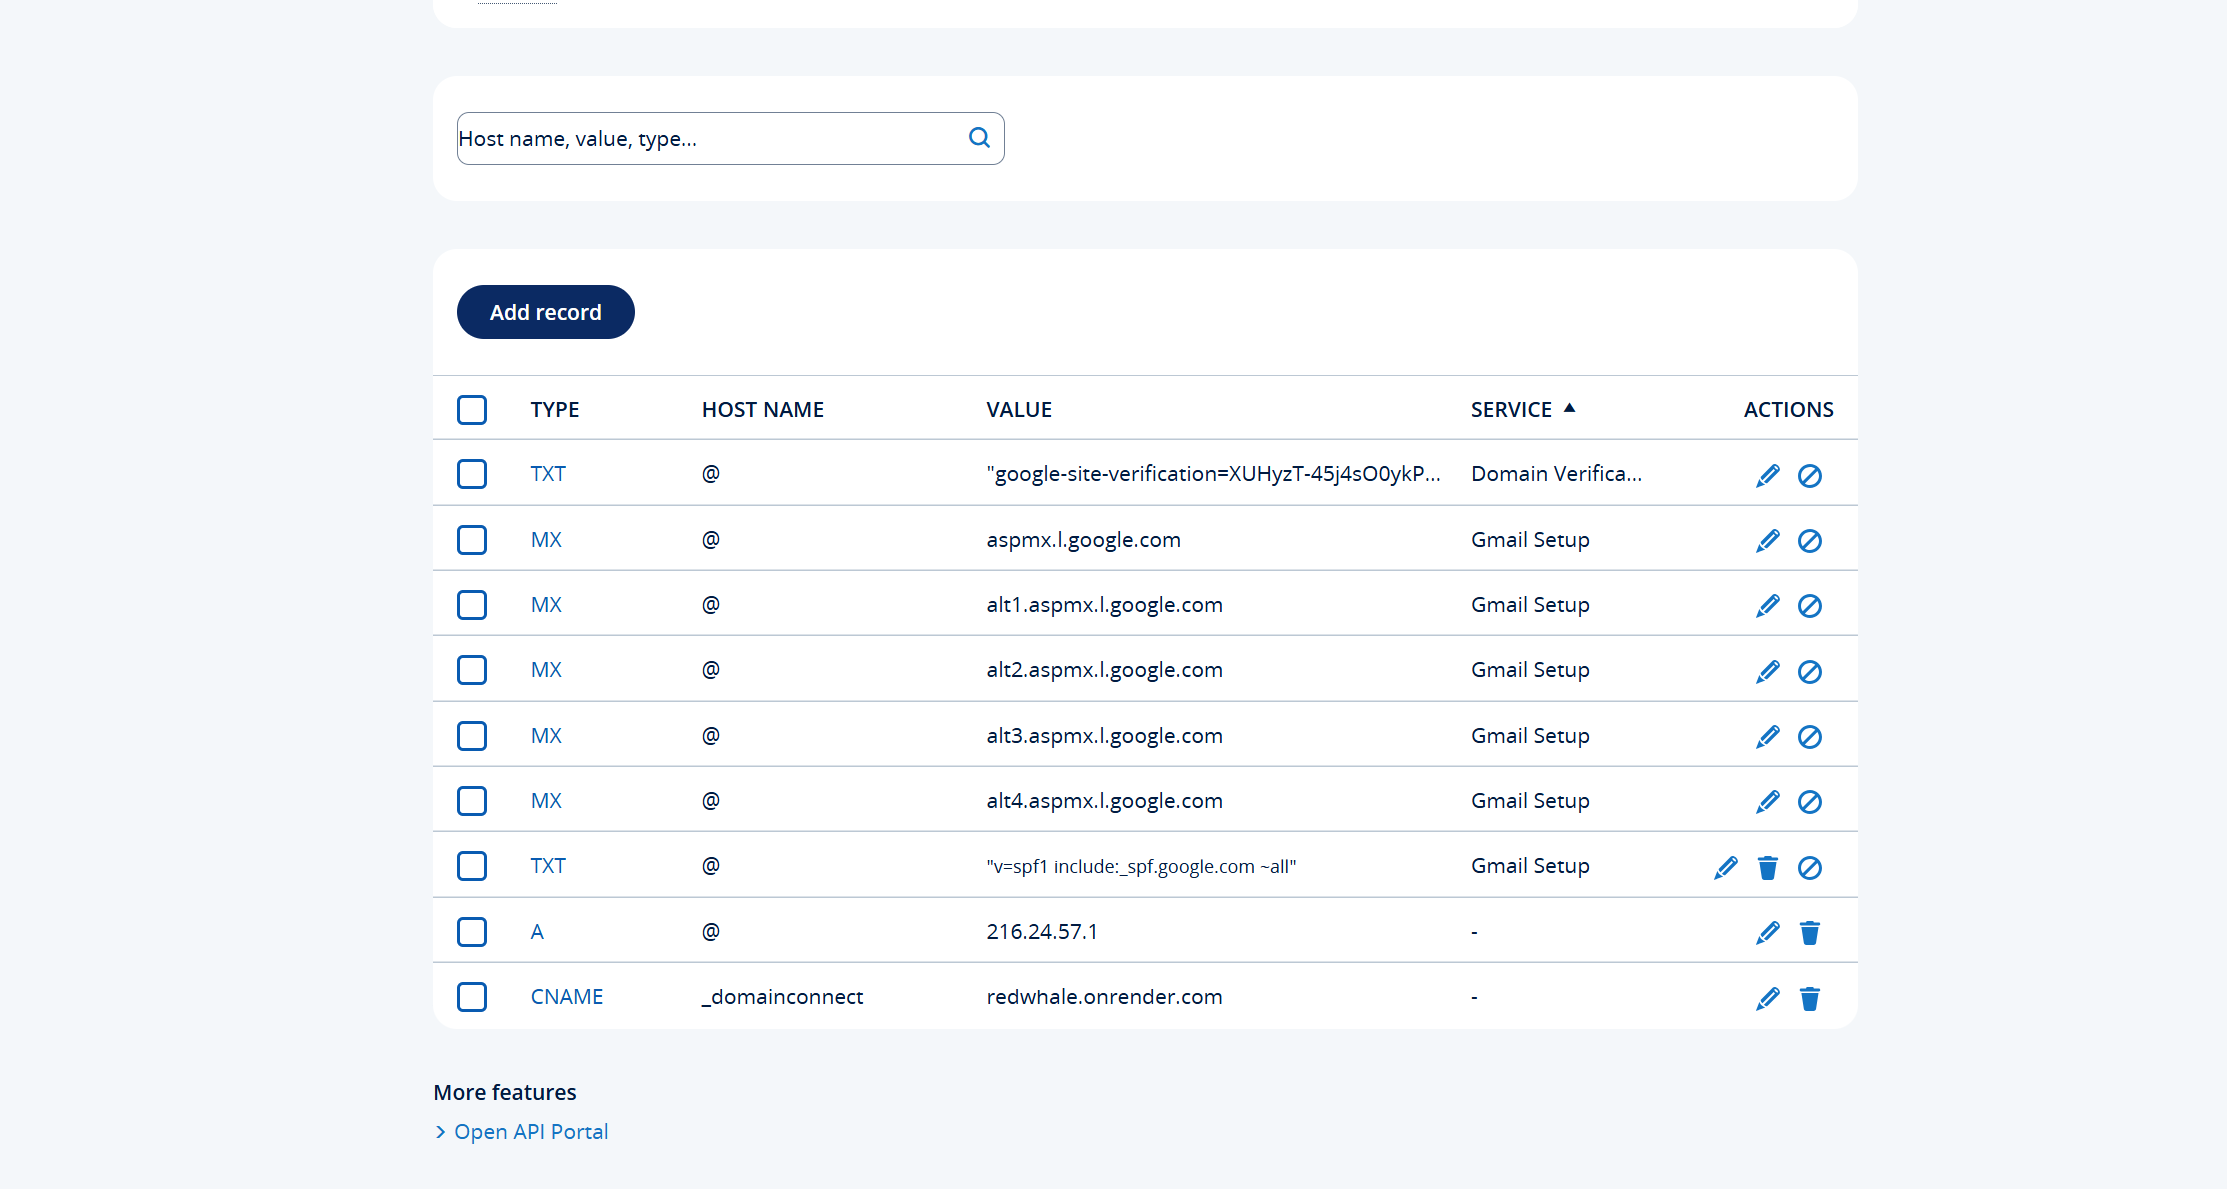 Host name, value, type...
Add record
TYPE HOST NAME VALUE SERVICE ▲ ACTIONS
TXT @ "google-site-verification=XUHyzT-45j4sO0ykP... Domain Verifica...
MX @ aspmx.l.google.com Gmail Setup
MX @ alt1.aspmx.l.google.com Gmail Setup
MX @ alt2.aspmx.l.google.com Gmail Setup
MX @ alt3.aspmx.l.google.com Gmail Setup
MX @ alt4.aspmx.l.google.com Gmail Setup
TXT @ "v=spf1 include:_spf.google.com ~all" Gmail Setup
A @ 216.24.57.1 -
CNAME _domainconnect redwhale.onrender.com -
More features
> Open API Portal